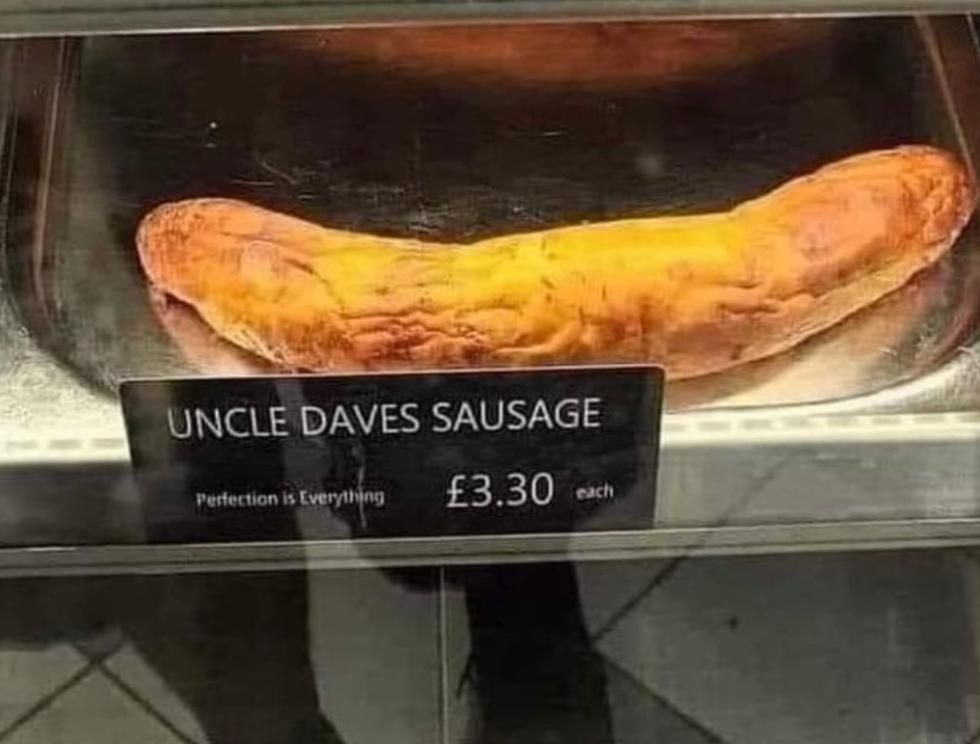 UNCLE DAVES SAUSAGE
Perfection is Everything £3.30 each